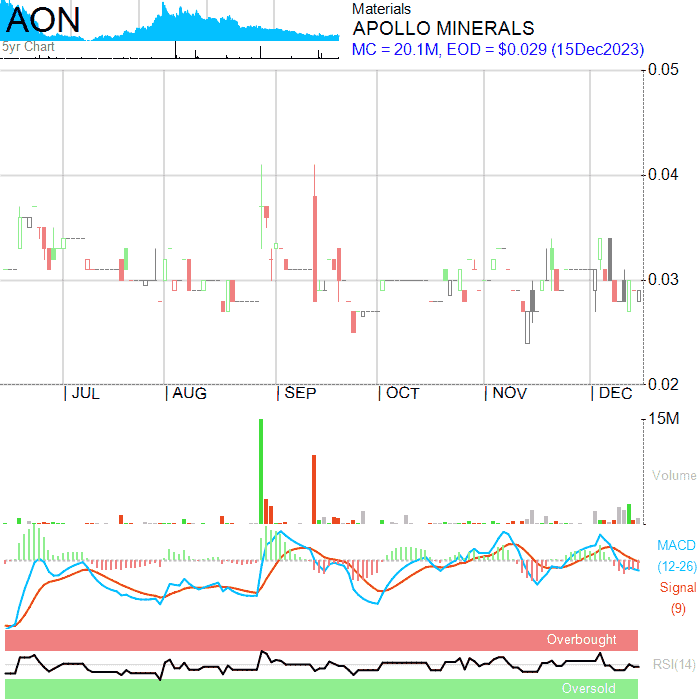 AON
5yr Chart
Materials
APOLLO MINERALS
MC = 20.1M, EOD = $0.029 (15Dec2023)
0.05
0.04
0.03
0.02
| JUL | AUG | SEP | OCT | NOV | DEC
15M
Volume
MACD
(12-26)
Signal
(9)
Overbought
RSI(14)
Oversold